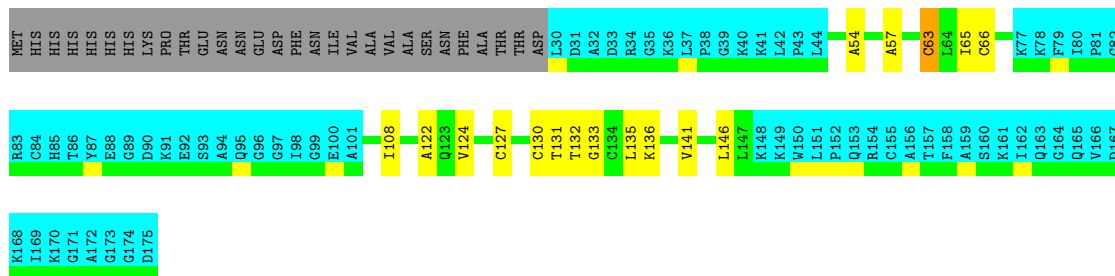 MET HIS HIS HIS HIS HIS HIS LYS PRO THR GLU ASN ASN GLU ASP PHE ASN ILE VAL ALA VAL ALA SER ASN PHE ALA THR THR ASP L30 D31 A32 D33 R34 G35 K36 L37 P38 G39 K40 K41 L42 P43 L44 A54 A57 C63 L64 I65 C66 K77 K78 F79 I80 P81
R83 C84 H85 T86 Y87 E88 G89 D90 K91 E92 S93 A94 Q95 G96 G97 I98 G99 E100 A101 I108 A122 Q123 V124 C127 C130 T131 T132 G133 C134 L135 K136 V141 L146 L147 K148 K149 W150 L151 P152 Q153 R154 C155 A156 T157 F158 A159 S160 K161 I162 Q163 G164 Q165 V166 D167
K168 I169 K170 G171 A172 G173 G174 D175